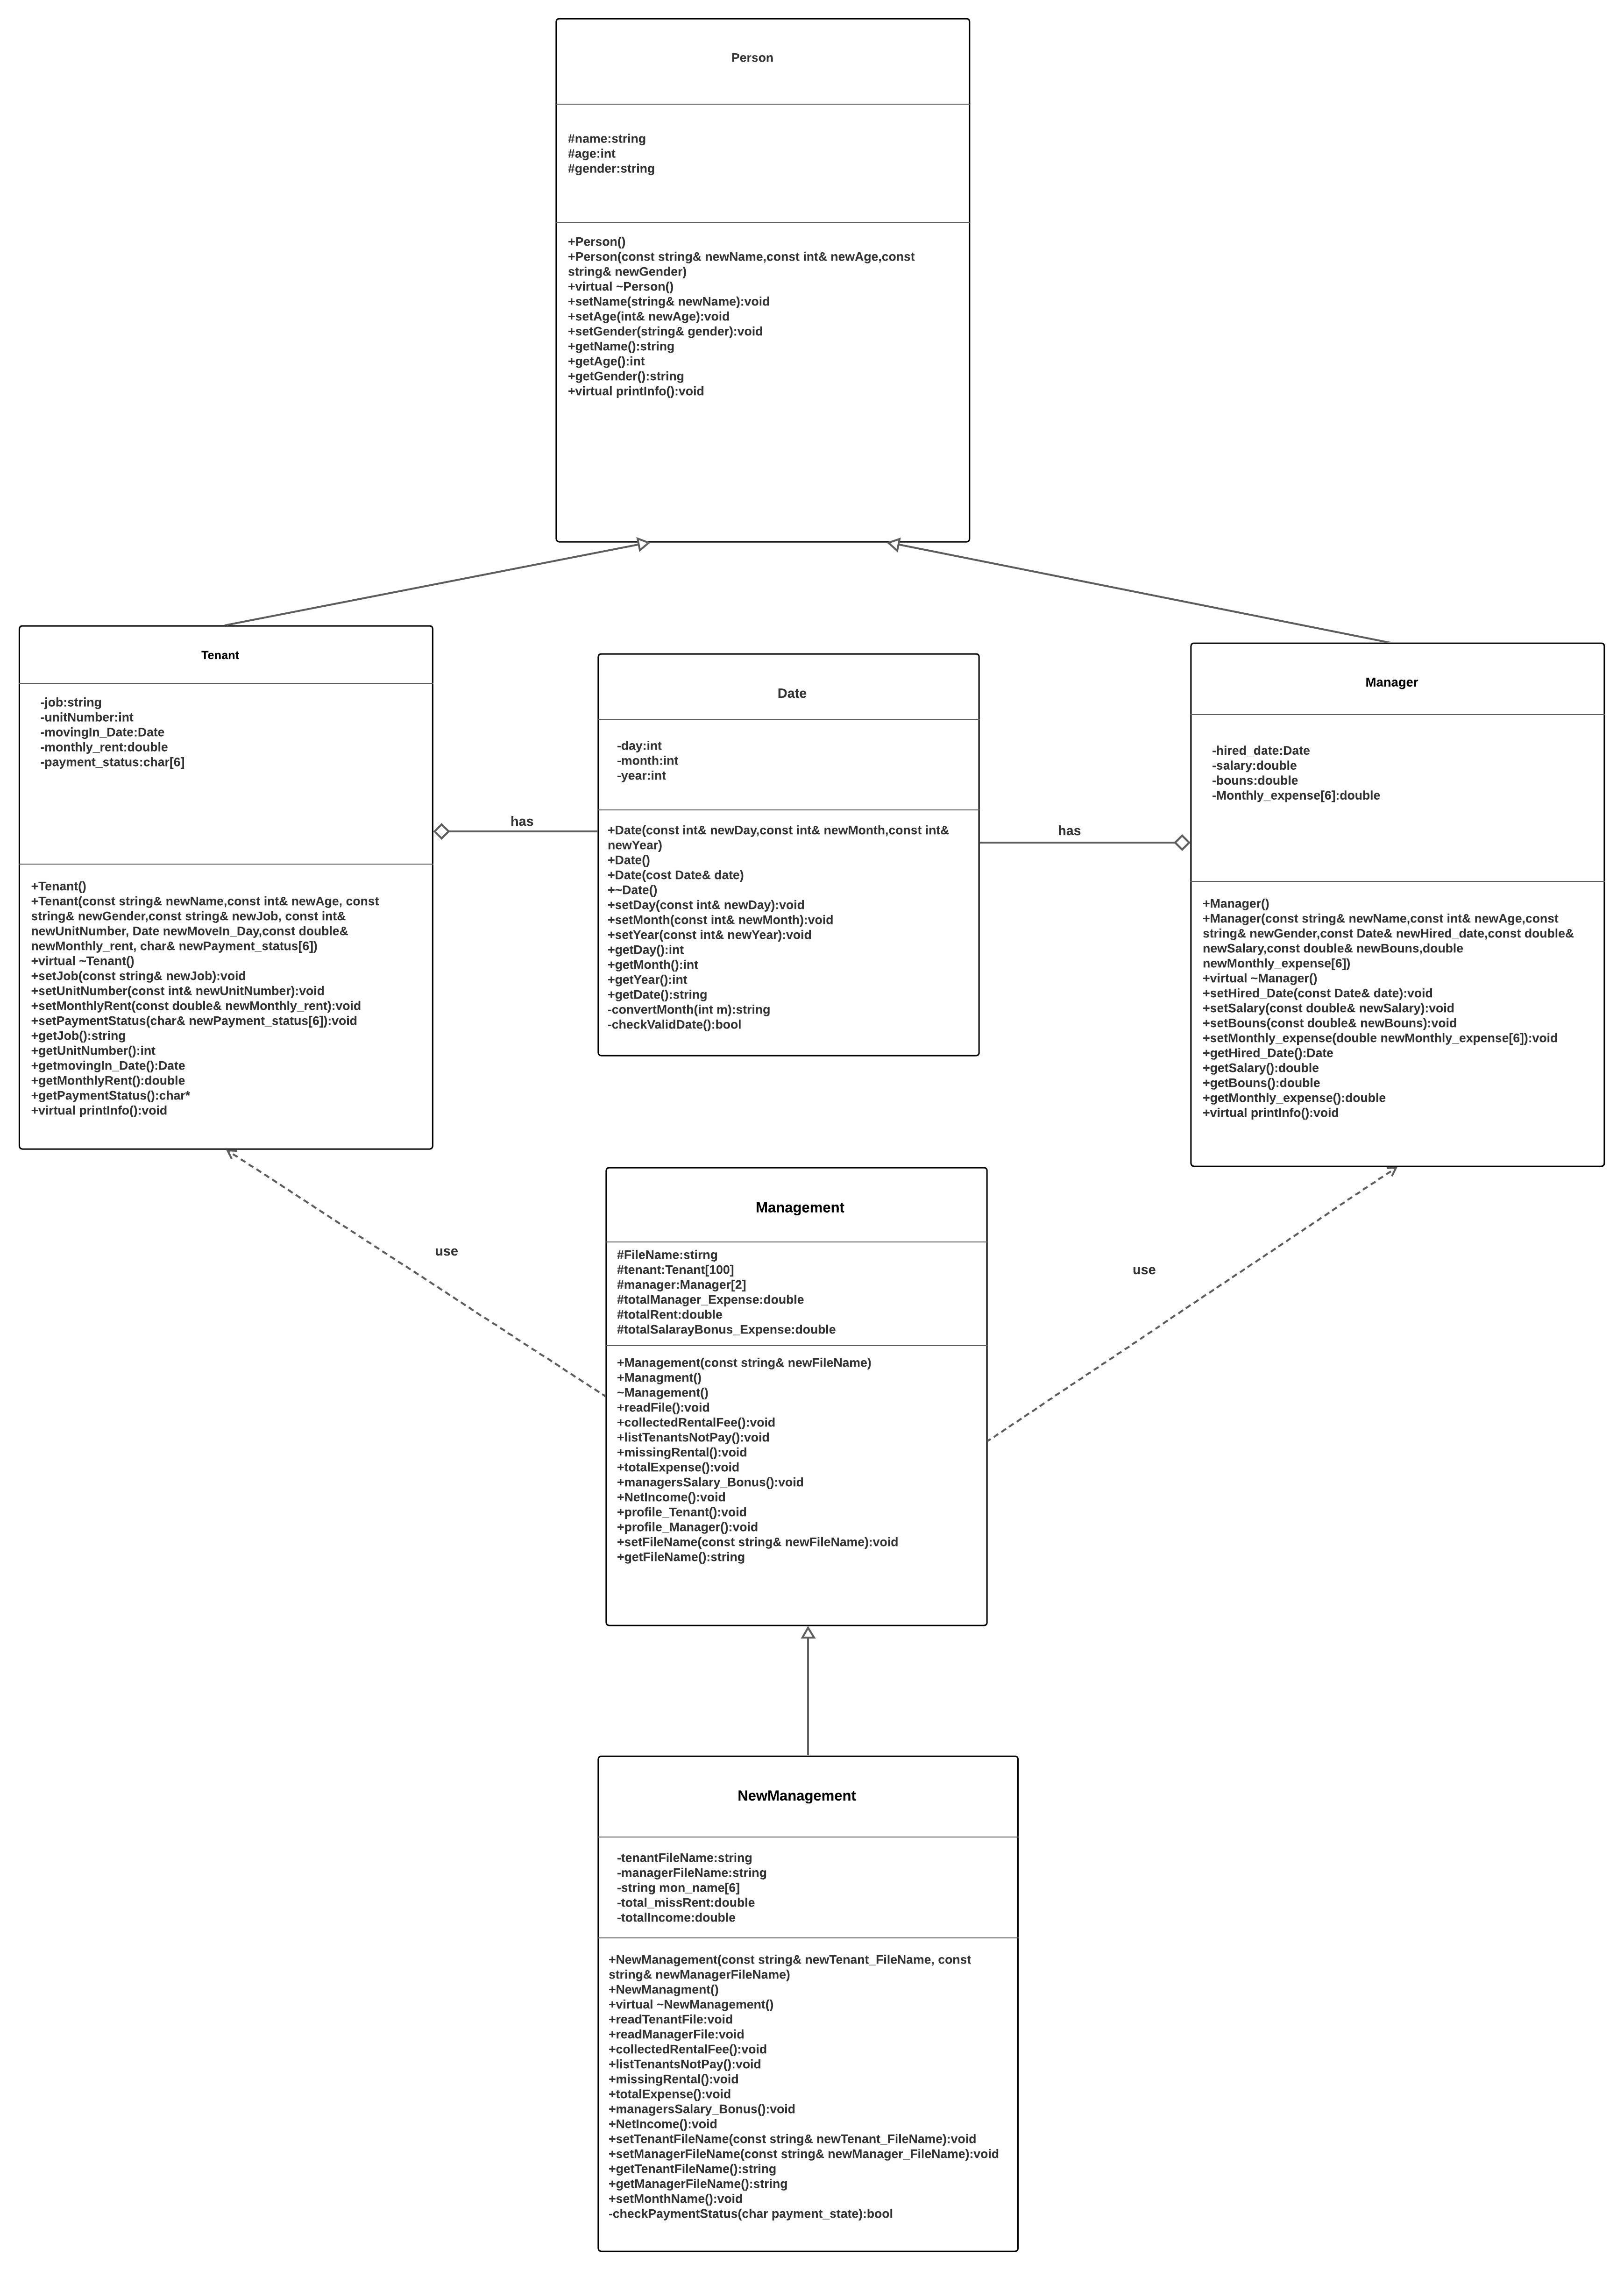 Person
#name:string
#age:int
#gender:string
+Person()
+Person(const string& newName,const int& newAge,const
string& newGender)
+virtual ~Person()
+setName(string& newName):void
+setAge(int& newAge):void
+setGender(string& gender):void
+getName():string
+getAge():int
+getGender():string
+virtual printInfo():void
Tenant
-job:string
-unitNumber:int
-movingIn_Date:Date
-monthly_rent:double
-payment_status:char[6]
+Tenant()
+Tenant(const string& newName,const int& newAge, const
string& newGender,const string& newJob, const int&
newUnitNumber, Date newMoveIn_Day,const double&
newMonthly_rent, char& newPayment_status[6])
+virtual ~Tenant()
+setJob(const string& newJob):void
+setUnitNumber(const int& newUnitNumber):void
+setMonthlyRent(const double& newMonthly_rent):void
+setPaymentStatus(char& newPayment_status[6]):void
+getJob():string
+getUnitNumber():int
+getmovingIn_Date():Date
+getMonthlyRent():double
+getPaymentStatus():char*
+virtual printInfo():void
has
Date
-day:int
-month:int
-year:int
+Date(const int& newDay,const int& newMonth,const int&
newYear)
+Date()
+Date(cost Date& date)
+~Date()
+setDay(const int& newDay):void
+setMonth(const int& newMonth):void
+setYear(const int& newYear):void
+getDay():int
+getMonth():int
+getYear():int
+getDate():string
-convertMonth(int m):string
-checkValidDate():bool
has
Manager
-hired_date:Date
-salary:double
-bouns:double
-Monthly_expense[6]:double
+Manager()
+Manager(const string& newName,const int& newAge,const
string& newGender,const Date& newHired_date,const double&
newSalary,const double& newBouns,double
newMonthly_expense[6])
+virtual ~Manager()
+setHired_Date(const Date& date):void
+setSalary(const double& newSalary):void
+setBouns(const double& newBouns):void
+setMonthly_expense(double newMonthly_expense[6]):void
+getHired_Date():Date
+getSalary():double
+getBouns():double
+getMonthly_expense():double
+virtual printInfo():void
use
use
Management
#FileName:stirng
#tenant:Tenant[100]
#manager:Manager[2]
#totalManager_Expense:double
#totalRent:double
#totalSalarayBonus_Expense:double
+Management(const string& newFileName)
+Managment()
~Management()
+readFile():void
+collectedRentalFee():void
+listTenantsNotPay():void
+missingRental():void
+totalExpense():void
+managersSalary_Bonus():void
+NetIncome():void
+profile_Tenant():void
+profile_Manager():void
+setFileName(const string& newFileName):void
+getFileName():string
NewManagement
-tenantFileName:string
-managerFileName:string
-string mon_name[6]
-total_missRent:double
-totalIncome:double
+NewManagement(const string& newTenant_FileName, const
string& newManagerFileName)
+NewManagment()
+virtual ~NewManagement()
+readTenantFile:void
+readManagerFile:void
+collectedRentalFee():void
+listTenantsNotPay():void
+missingRental():void
+totalExpense():void
+managersSalary_Bonus():void
+NetIncome():void
+setTenantFileName(const string& newTenant_FileName):void
+setManagerFileName(const string& newManager_FileName):void
+getTenantFileName():string
+getManagerFileName():string
+setMonthName():void
-checkPaymentStatus(char payment_state):bool